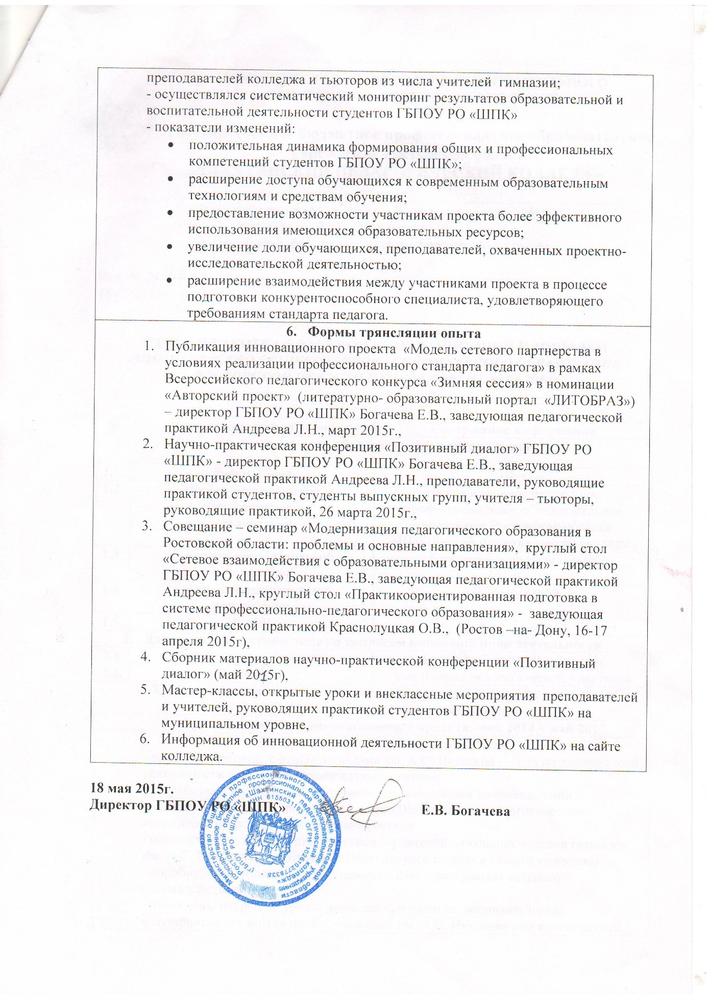 преподавателей колледжа и тьюторов из числа учителей  гимназии;
- осуществлялся систематический мониторинг результатов образовательной и
воспитательной деятельности студентов ГБПОУ РО «ШПК»
- показатели изменений:
• положительная динамика формирования общих и профессиональных
компетенций студентов ГБПОУ РО «ШПК»;
• расширение доступа обучающихся к современным образовательным
технологиям и средствам обучения;
• предоставление возможности участникам проекта более эффективного
использования имеющихся образовательных ресурсов;
• увеличение доли обучающихся, преподавателей, охваченных проектно-
исследовательской деятельностью;
• расширение взаимодействия между участниками проекта в процессе
подготовки конкурентоспособного специалиста, удовлетворяющего
требованиям стандарта педагога.
6. Формы трянсляции опыта
1. Публикация инновационного проекта  «Модель сетевого партнерства в
условиях реализации профессионального стандарта педагога» в рамках
Всероссийского педагогического конкурса «Зимняя сессия» в номинации
«Авторский проект»  (литературно- образовательный портал  «ЛИТОБРАЗ»)
– директор ГБПОУ РО «ШПК» Богачева Е.В., заведующая педагогической
практикой Андреева Л.Н., март 2015г.,
2. Научно-практическая конференция «Позитивный диалог» ГБПОУ РО
«ШПК» - директор ГБПОУ РО «ШПК» Богачева Е.В., заведующая
педагогической практикой Андреева Л.Н., преподаватели, руководящие
практикой студентов, студенты выпускных групп, учителя – тьюторы,
руководящие практикой, 26 марта 2015г.,
3. Совещание – семинар «Модернизация педагогического образования в
Ростовской области: проблемы и основные направления»,  круглый стол
«Сетевое взаимодействия с образовательными организациями» - директор
ГБПОУ РО «ШПК» Богачева Е.В., заведующая педагогической практикой
Андреева Л.Н., круглый стол «Практикоориентированная подготовка в
системе профессионально-педагогического образования» -  заведующая
педагогической практикой Краснолуцкая О.В.,  (Ростов –на- Дону, 16-17
апреля 2015г),
4. Сборник материалов научно-практической конференции «Позитивный
диалог» (май 2015г),
5. Мастер-классы, открытые уроки и внеклассные мероприятия  преподавателей
и учителей, руководящих практикой студентов ГБПОУ РО «ШПК» на
муниципальном уровне,
6. Информация об инновационной деятельности ГБПОУ РО «ШПК» на сайте
колледжа.
18 мая 2015г.
Директор ГБПОУ РО «ШПК»
Е.В. Богачева
Министерство общего и профессионального образования Ростовской области
государственное бюджетное профессиональное образовательное учреждение
Ростовской области «Шахтинский педагогический колледж»
(ГБПОУ РО «ШПК») ИНН 6155031193 • ОГРН 1026102778335 •